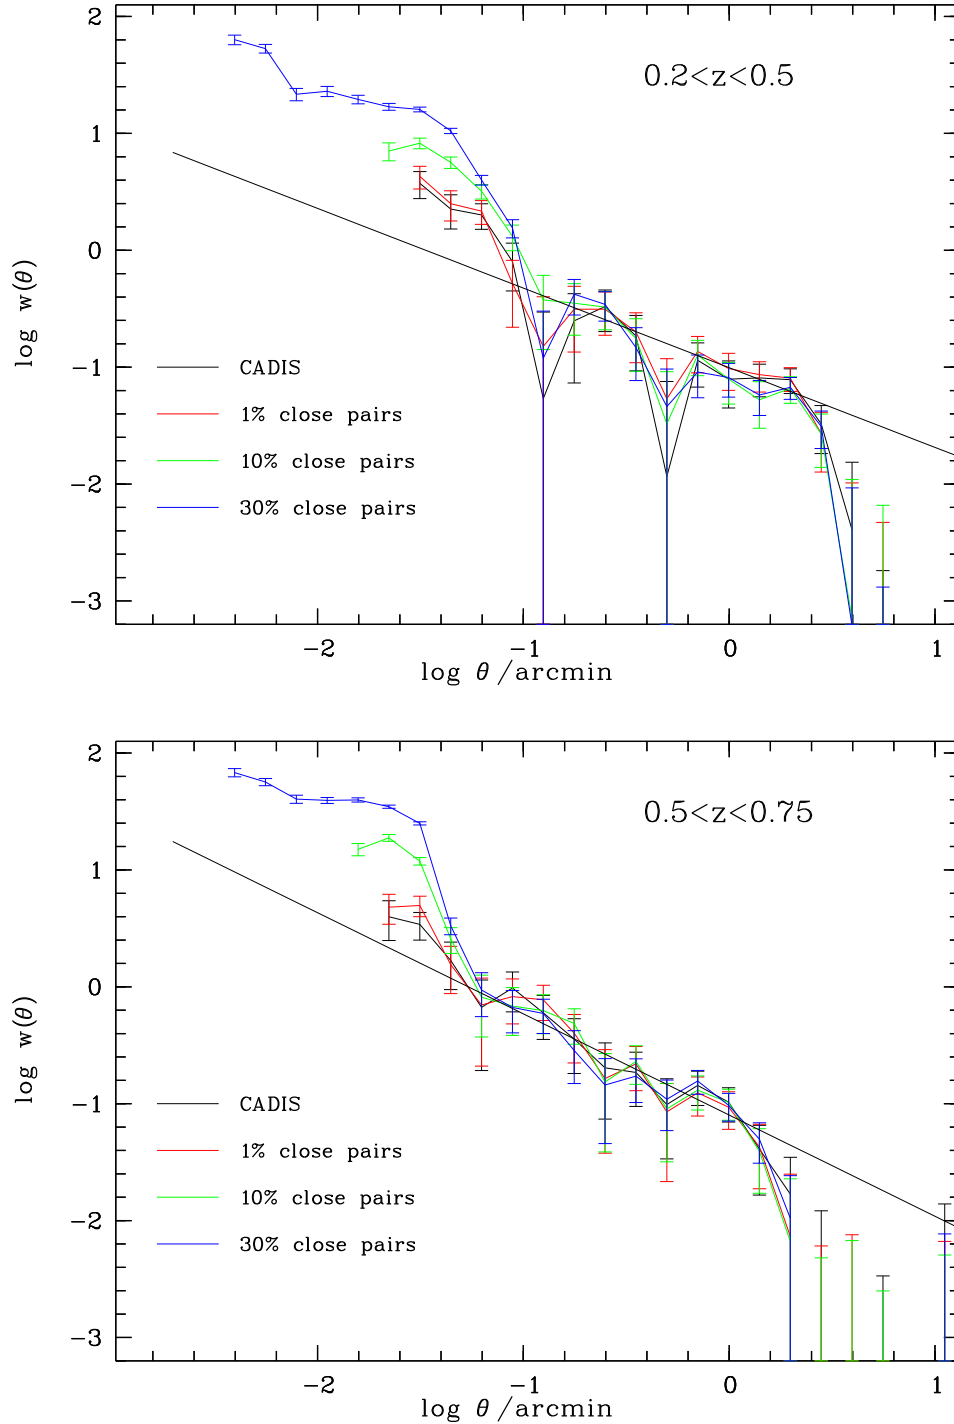 2
1
0
−1
−2
−3
log w(θ)
0.2<z<0.5
CADIS
1% close pairs
10% close pairs
30% close pairs
−2 −1 0 1
log θ /arcmin
2
1
0
−1
−2
−3
log w(θ)
0.5<z<0.75
CADIS
1% close pairs
10% close pairs
30% close pairs
−2 −1 0 1
log θ /arcmin